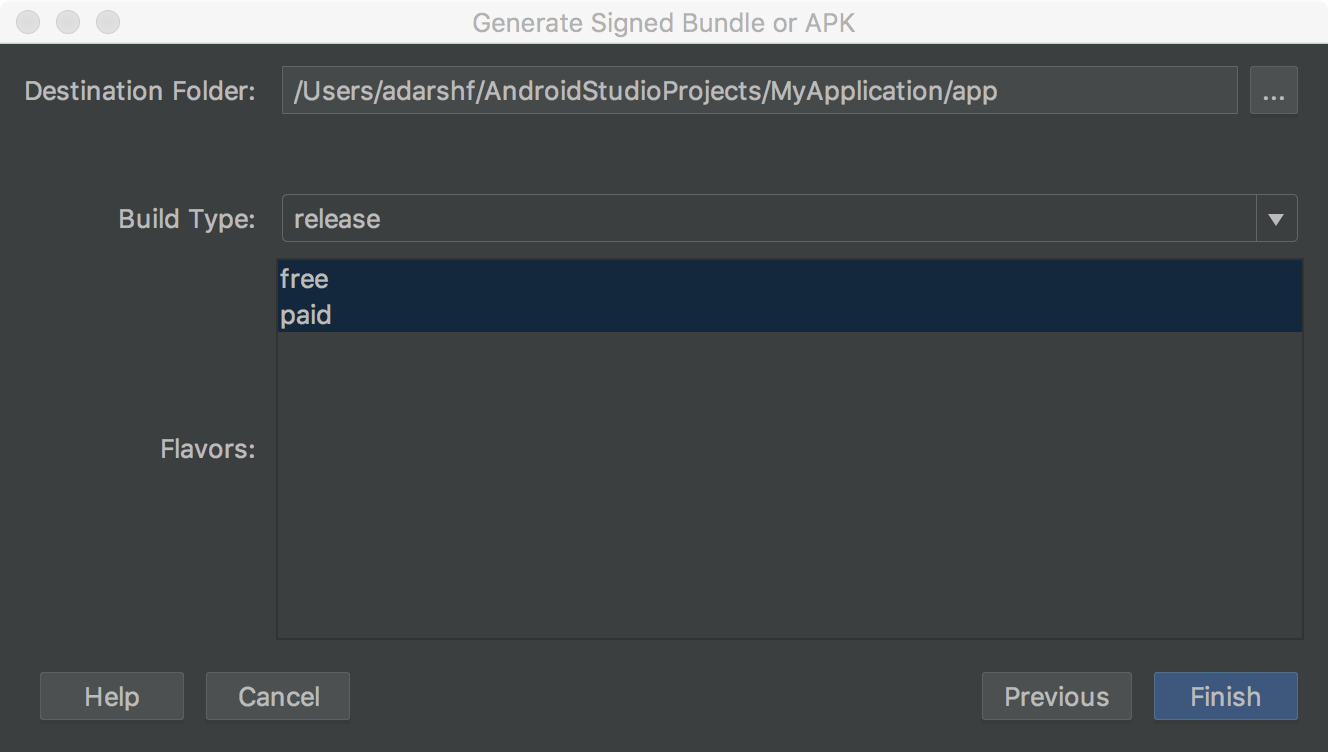 Generate Signed Bundle or APK
Destination Folder: /Users/adarshf/AndroidStudioProjects/MyApplication/app ...
Build Type: release
free
paid
Flavors:
Help Cancel Previous Finish